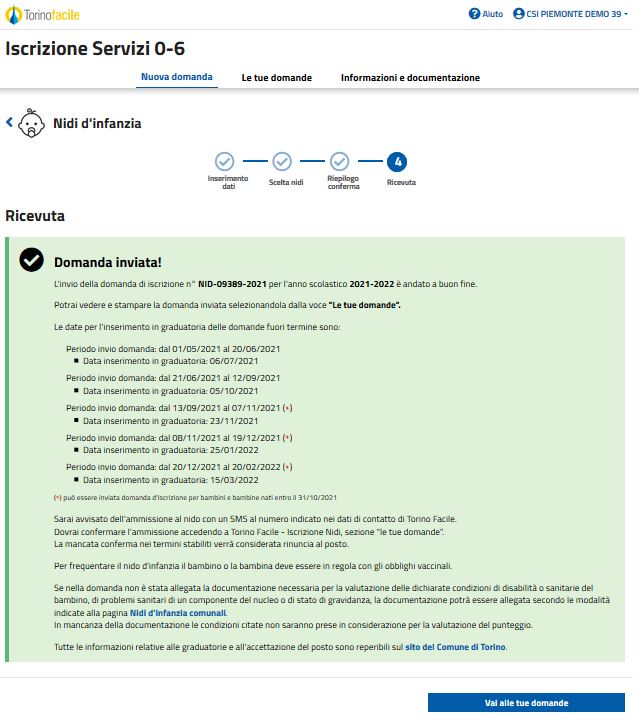 Torinofacile
Aiuto CSI PIEMONTE DEMO 39
Iscrizione Servizi 0-6
Nuova domanda Le tue domande Informazioni e documentazione
Nidi d'infanzia
4
Inserimento dati Scelta nidi Riepilogo conferma Ricevuta
Ricevuta
Domanda inviata!
L'invio della domanda di iscrizione n° NID-09389-2021 per l'anno scolastico 2021-2022 è andato a buon fine.
Potrai vedere e stampare la domanda inviata selezionandola dalla voce "Le tue domande".
Le date per l'inserimento in graduatoria delle domande fuori termine sono:
Periodo invio domanda: dal 01/05/2021 al 20/06/2021
Data inserimento in graduatoria: 06/07/2021
Periodo invio domanda: dal 21/06/2021 al 12/09/2021
Data inserimento in graduatoria: 05/10/2021
Periodo invio domanda: dal 13/09/2021 al 07/11/2021 (*)
Data inserimento in graduatoria: 23/11/2021
Periodo invio domanda: dal 08/11/2021 al 19/12/2021 (*)
Data inserimento in graduatoria: 25/01/2022
Periodo invio domanda: dal 20/12/2021 al 20/02/2022 (*)
Data inserimento in graduatoria: 15/03/2022
(*) può essere inviata domanda d'iscrizione per bambini e bambine nati entro il 31/10/2021
Sarai avvisato dell'ammissione al nido con un SMS al numero indicato nei dati di contatto di Torino Facile.
Dovrai confermare l'ammissione accedendo a Torino Facile - Iscrizione Nidi, sezione "le tue domande".
La mancata conferma nei termini stabiliti verrà considerata rinuncia al posto.
Per frequentare il nido d'infanzia il bambino o la bambina deve essere in regola con gli obblighi vaccinali.
Se nella domanda non è stata allegata la documentazione necessaria per la valutazione delle dichiarate condizioni di disabilità o sanitarie del
bambino, di problemi sanitari di un componente del nucleo o di stato di gravidanza, la documentazione potrà essere allegata secondo le modalità
indicate alla pagina Nidi d'infanzia comunali.
In mancanza della documentazione le condizioni citate non saranno prese in considerazione per la valutazione del punteggio.
Tutte le informazioni relative alle graduatorie e all'accettazione del posto sono reperibili sul sito del Comune di Torino.
Vai alle tue domande